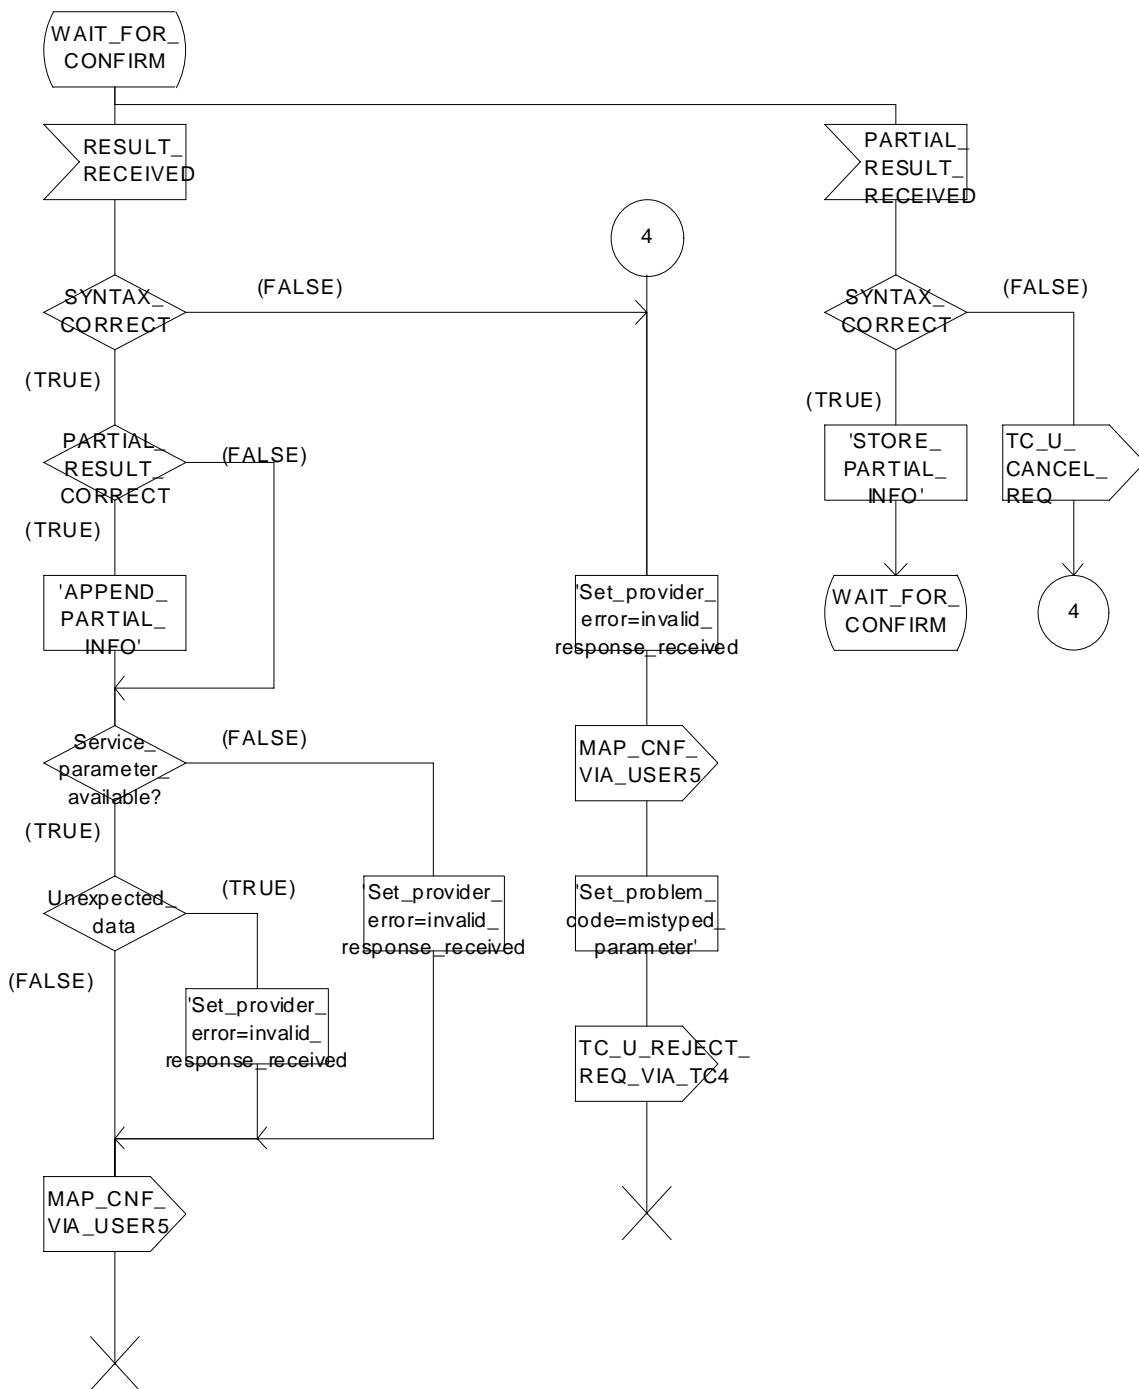 WAIT_FOR_
CONFIRM
RESULT_
RECEIVED
PARTIAL_
RESULT_
RECEIVED
4
SYNTAX_
CORRECT
(FALSE)
SYNTAX_
CORRECT
(FALSE)
(TRUE)
(TRUE)
PARTIAL_
RESULT_
CORRECT
(FALSE)
'STORE_
PARTIAL_
INFO'
TC_U_
CANCEL_
REQ
(TRUE)
'APPEND_
PARTIAL_
INFO'
'Set_provider_
error=invalid_
response_received
WAIT_FOR_
CONFIRM
4
Service_
parameter_
available?
(FALSE)
MAP_CNF_
VIA_USER5
(TRUE)
Unexpected_
data
(TRUE)
'Set_provider_
error=invalid_
response_received
'Set_problem_
code=mistyped_
parameter'
(FALSE)
'Set_provider_
error=invalid_
response_received
TC_U_REJECT_
REQ_VIA_TC4
MAP_CNF_
VIA_USER5